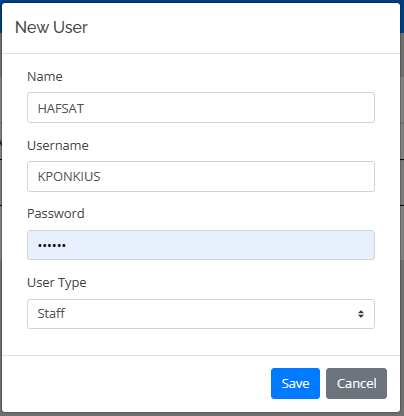 New User
Name
HAFSAT
Username
KPONKIUS
Password
••••••
User Type
Staff
Save Cancel